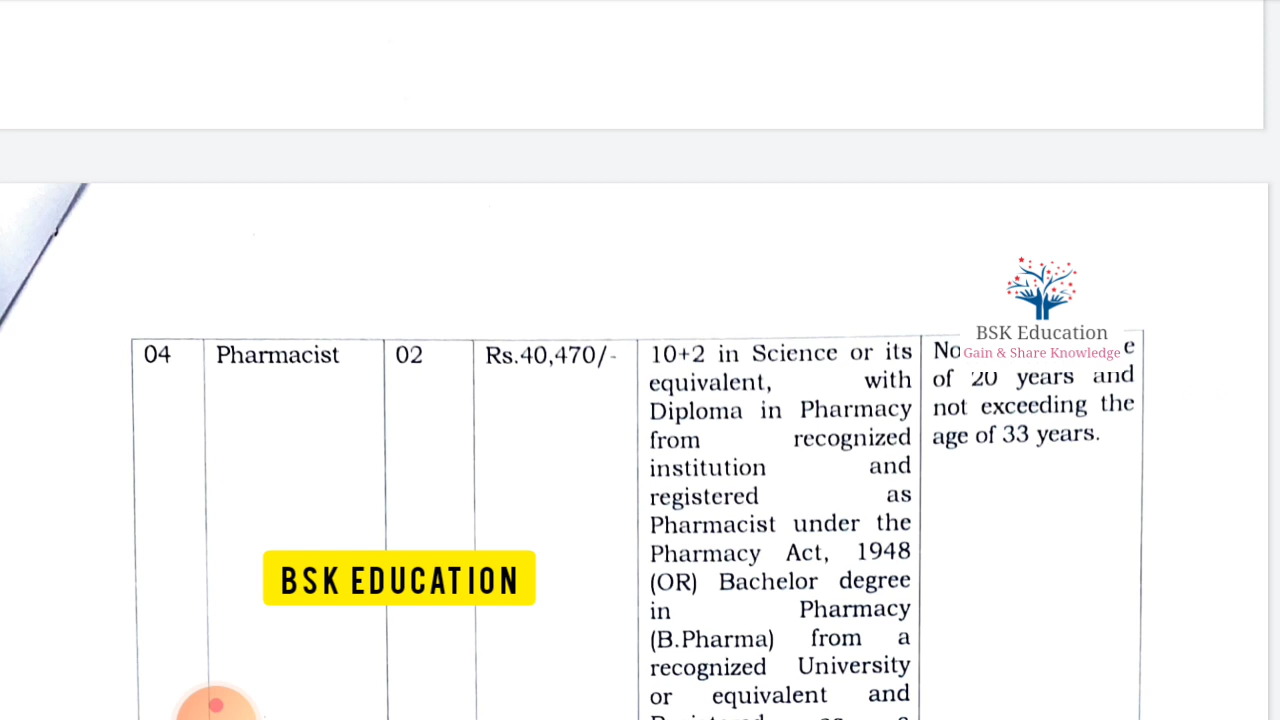 BSK Education
Gain & Share Knowledge
04
Pharmacist
02
Rs.40,470/-
10+2 in Science or its
equivalent, with
Diploma in Pharmacy
from recognized
institution and
registered as
Pharmacist under the
Pharmacy Act, 1948
(OR) Bachelor degree
in Pharmacy
(B.Pharma) from a
recognized University
or equivalent and
of 20 years and
not exceeding the
age of 33 years.
BSK EDUCATION